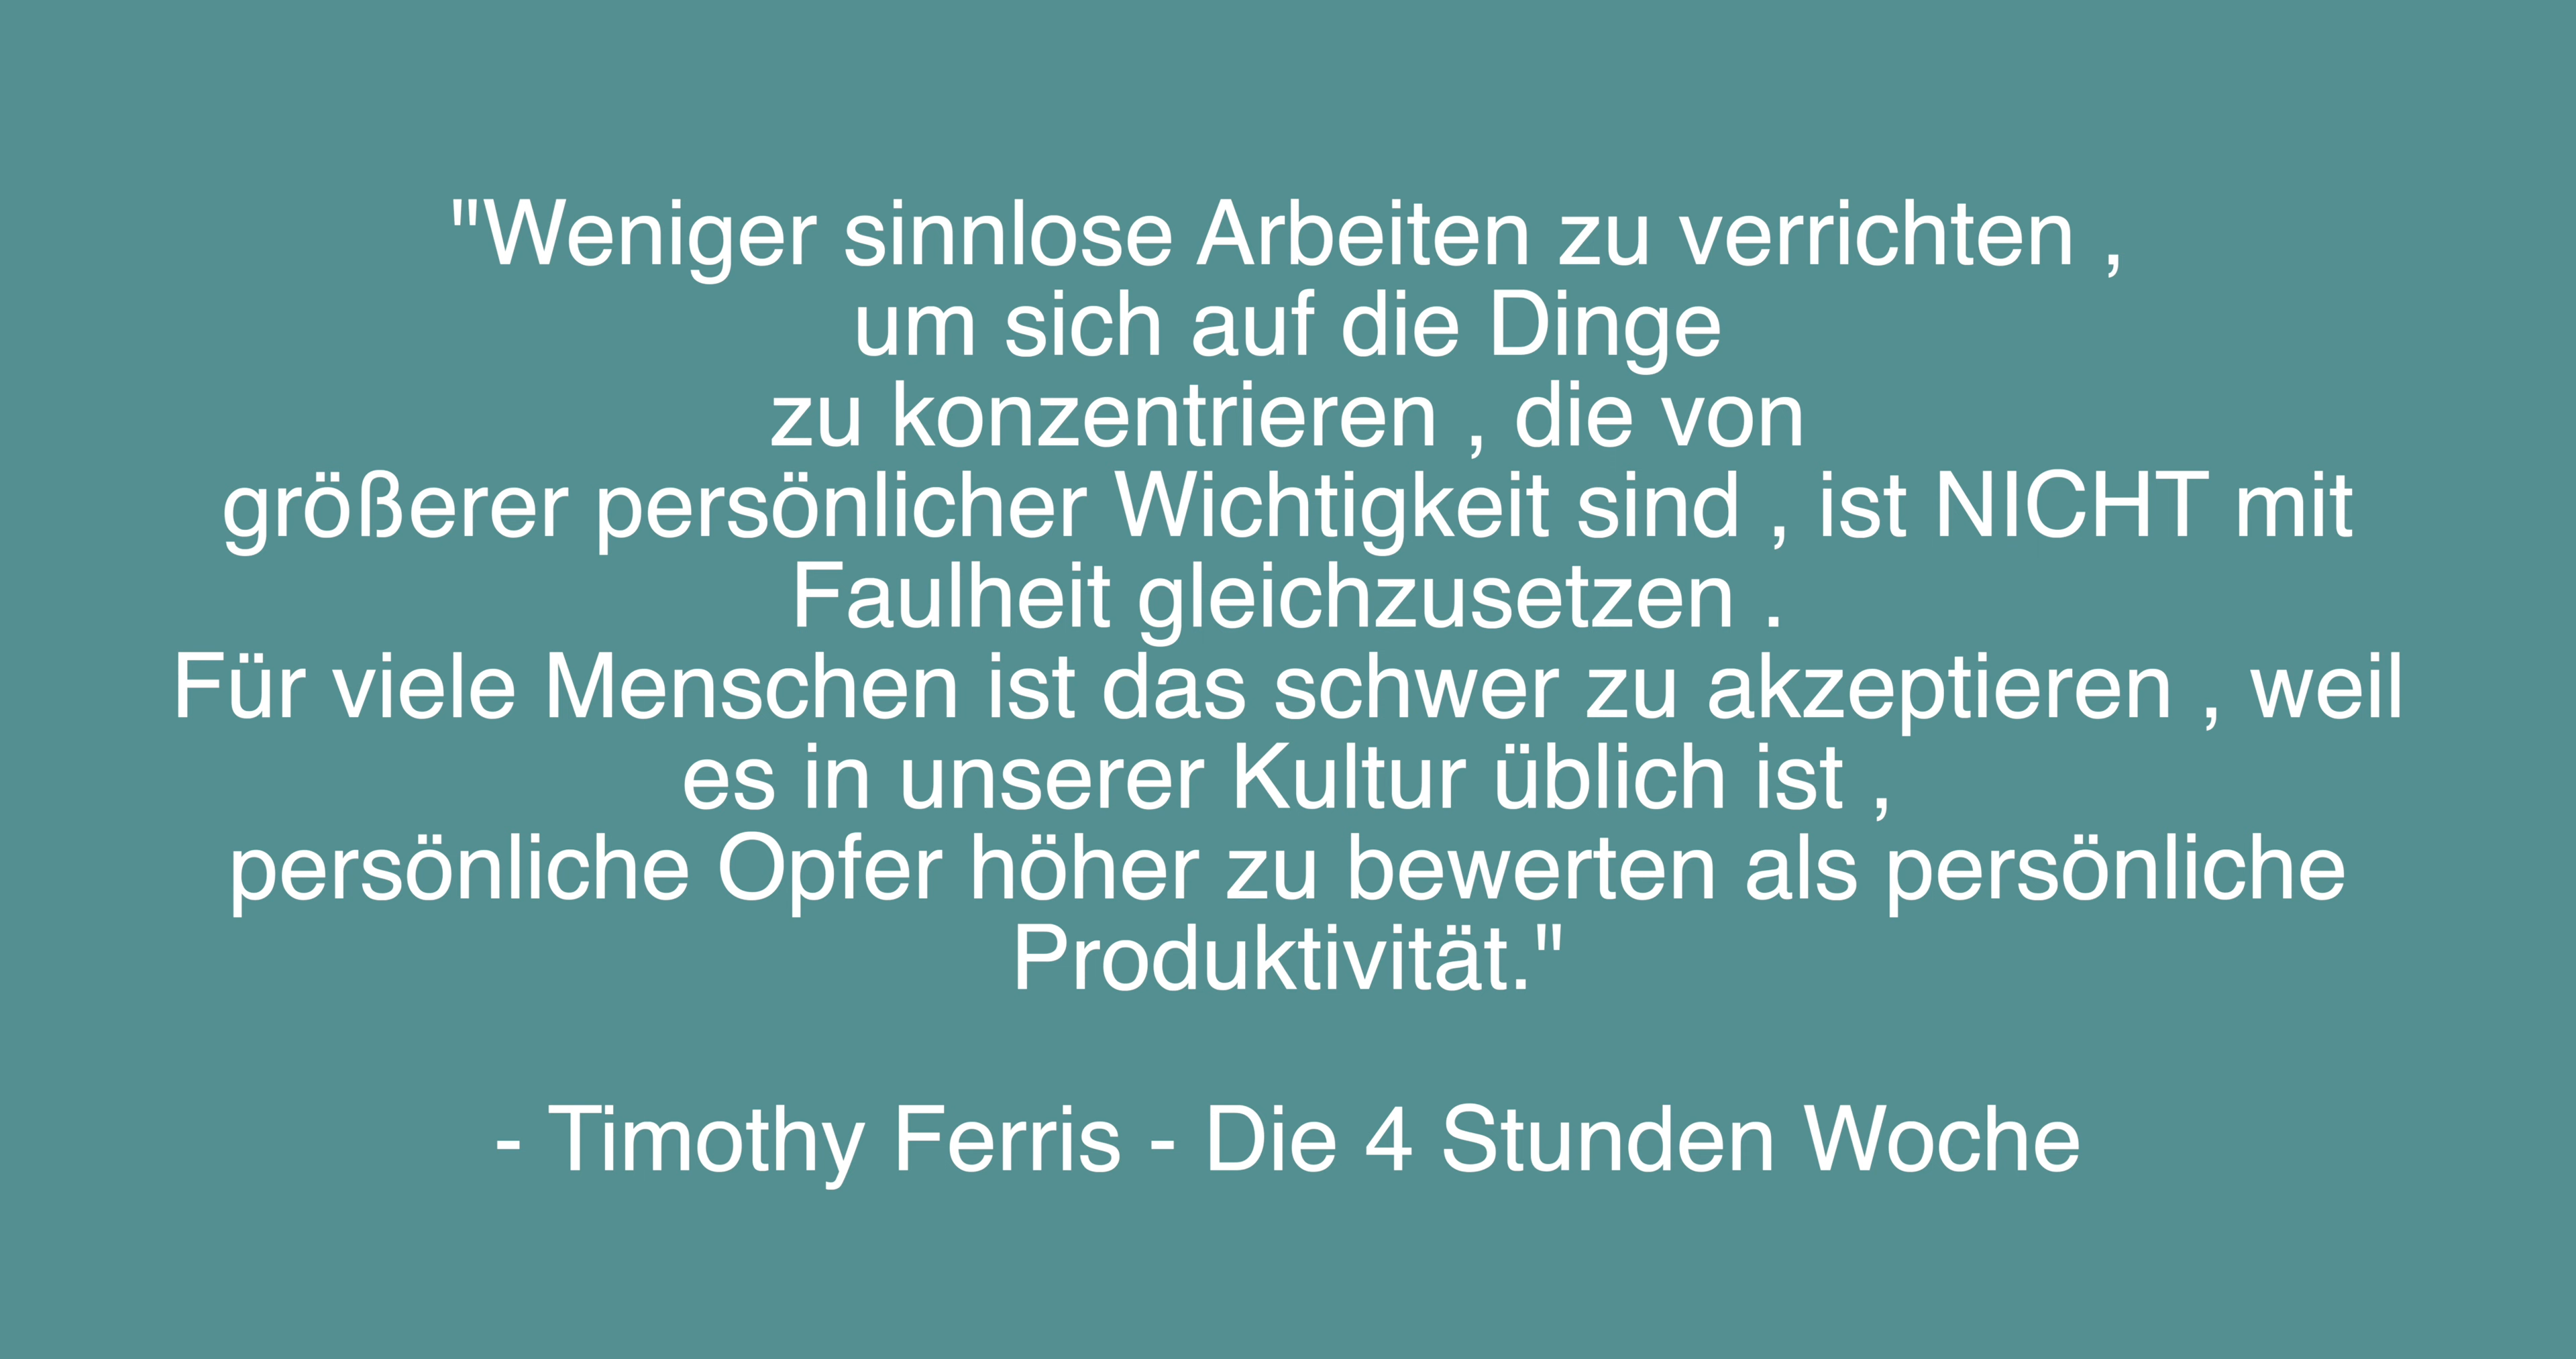 "Weniger sinnlose Arbeiten zu verrichten ,
um sich auf die Dinge
zu konzentrieren , die von
größerer persönlicher Wichtigkeit sind , ist NICHT mit
Faulheit gleichzusetzen .
Für viele Menschen ist das schwer zu akzeptieren , weil
es in unserer Kultur üblich ist ,
persönliche Opfer höher zu bewerten als persönliche
Produktivität."
- Timothy Ferris - Die 4 Stunden Woche